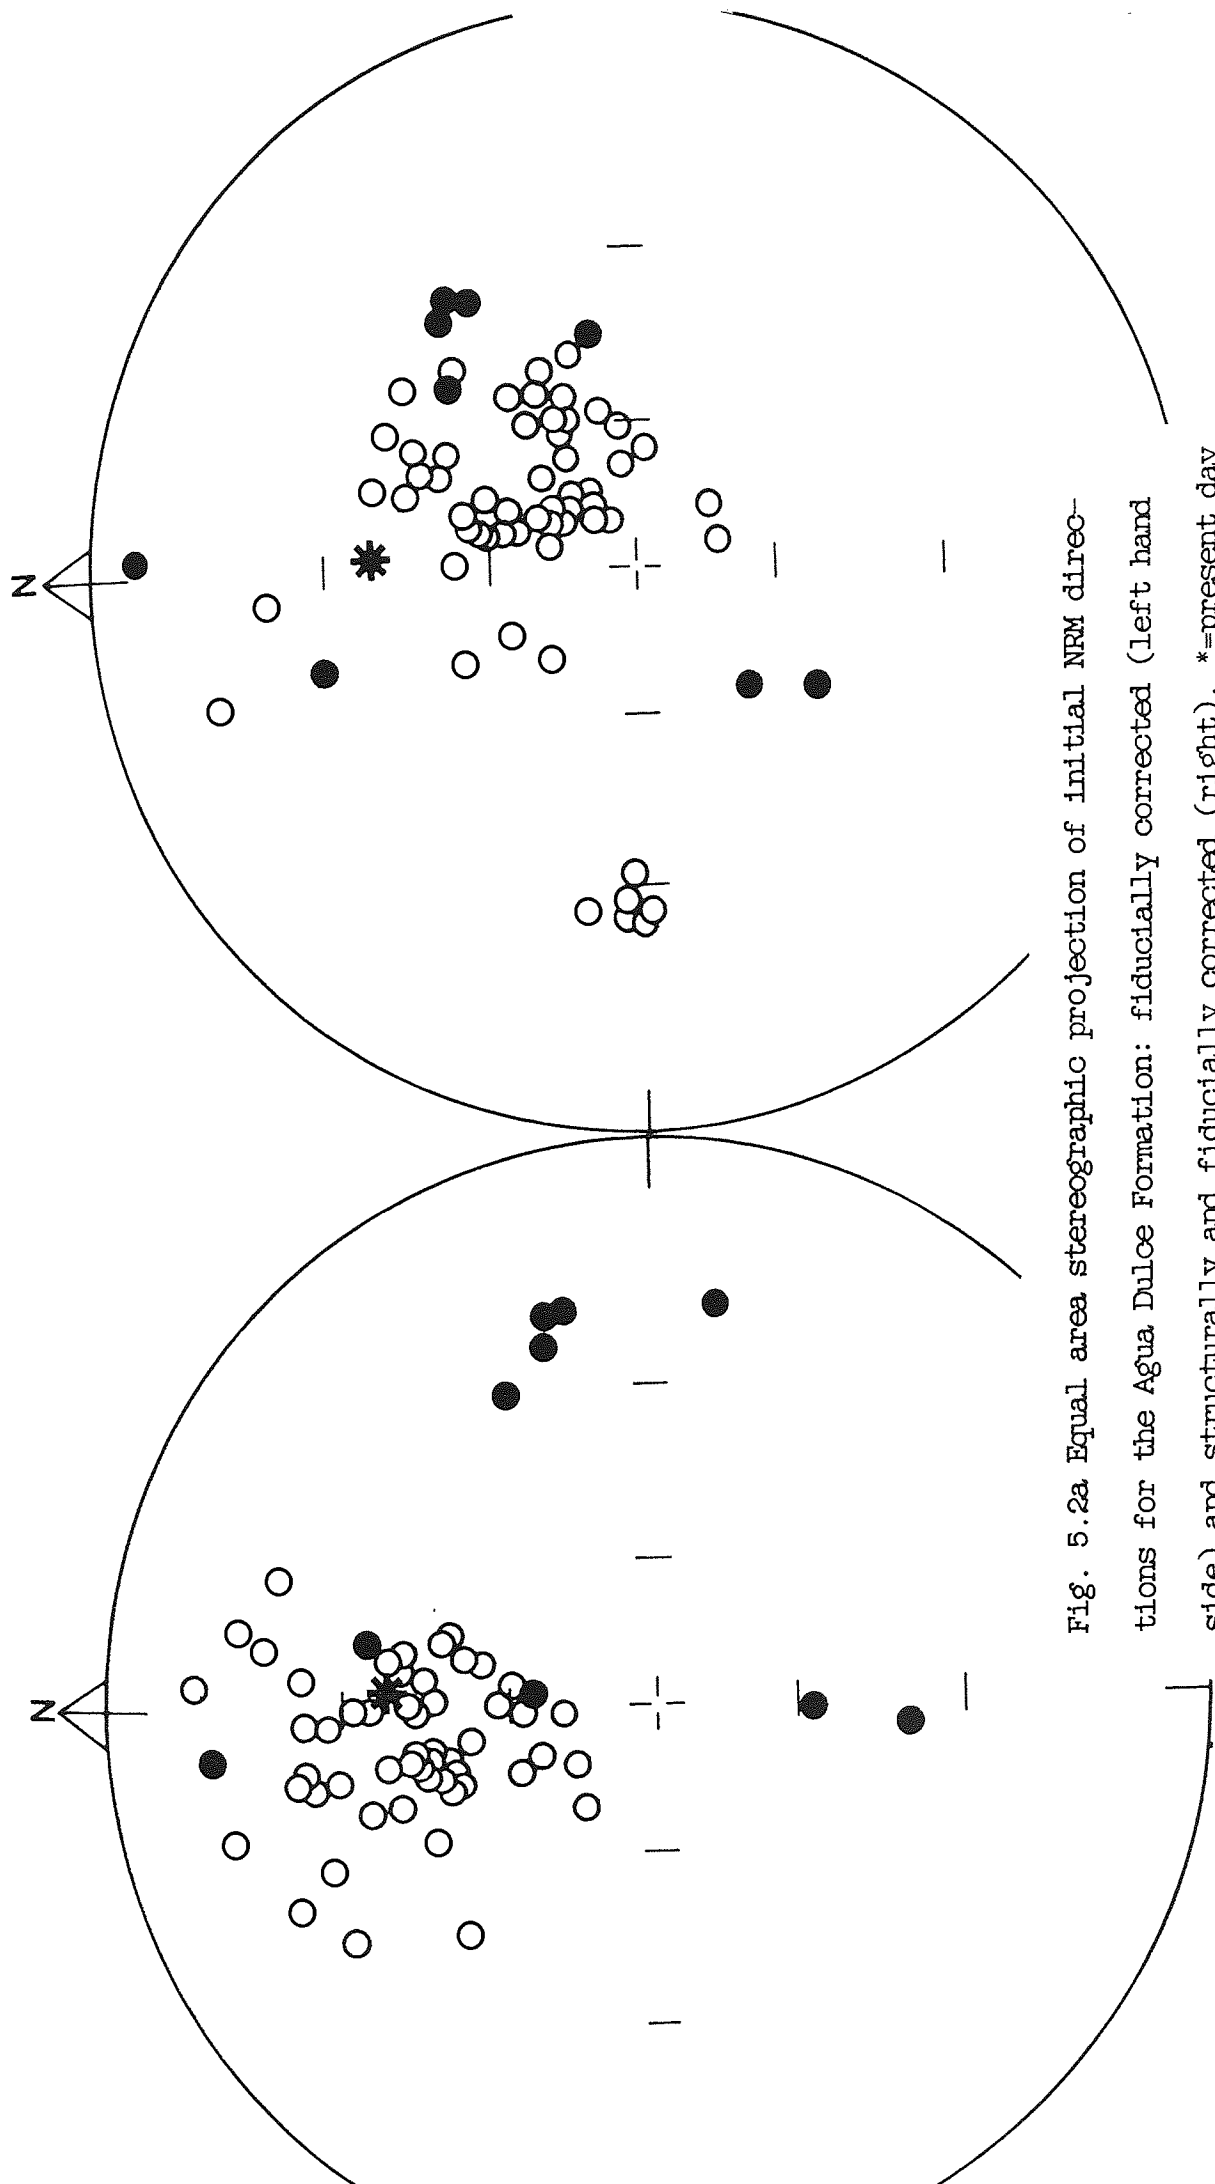 N
N
Fig. 5.2a Equal area stereographic projection of initial NRM direc-
tions for the Agua Dulce Formation: fiducially corrected (left hand
side) and structurally and fiducially corrected (right). *=present day